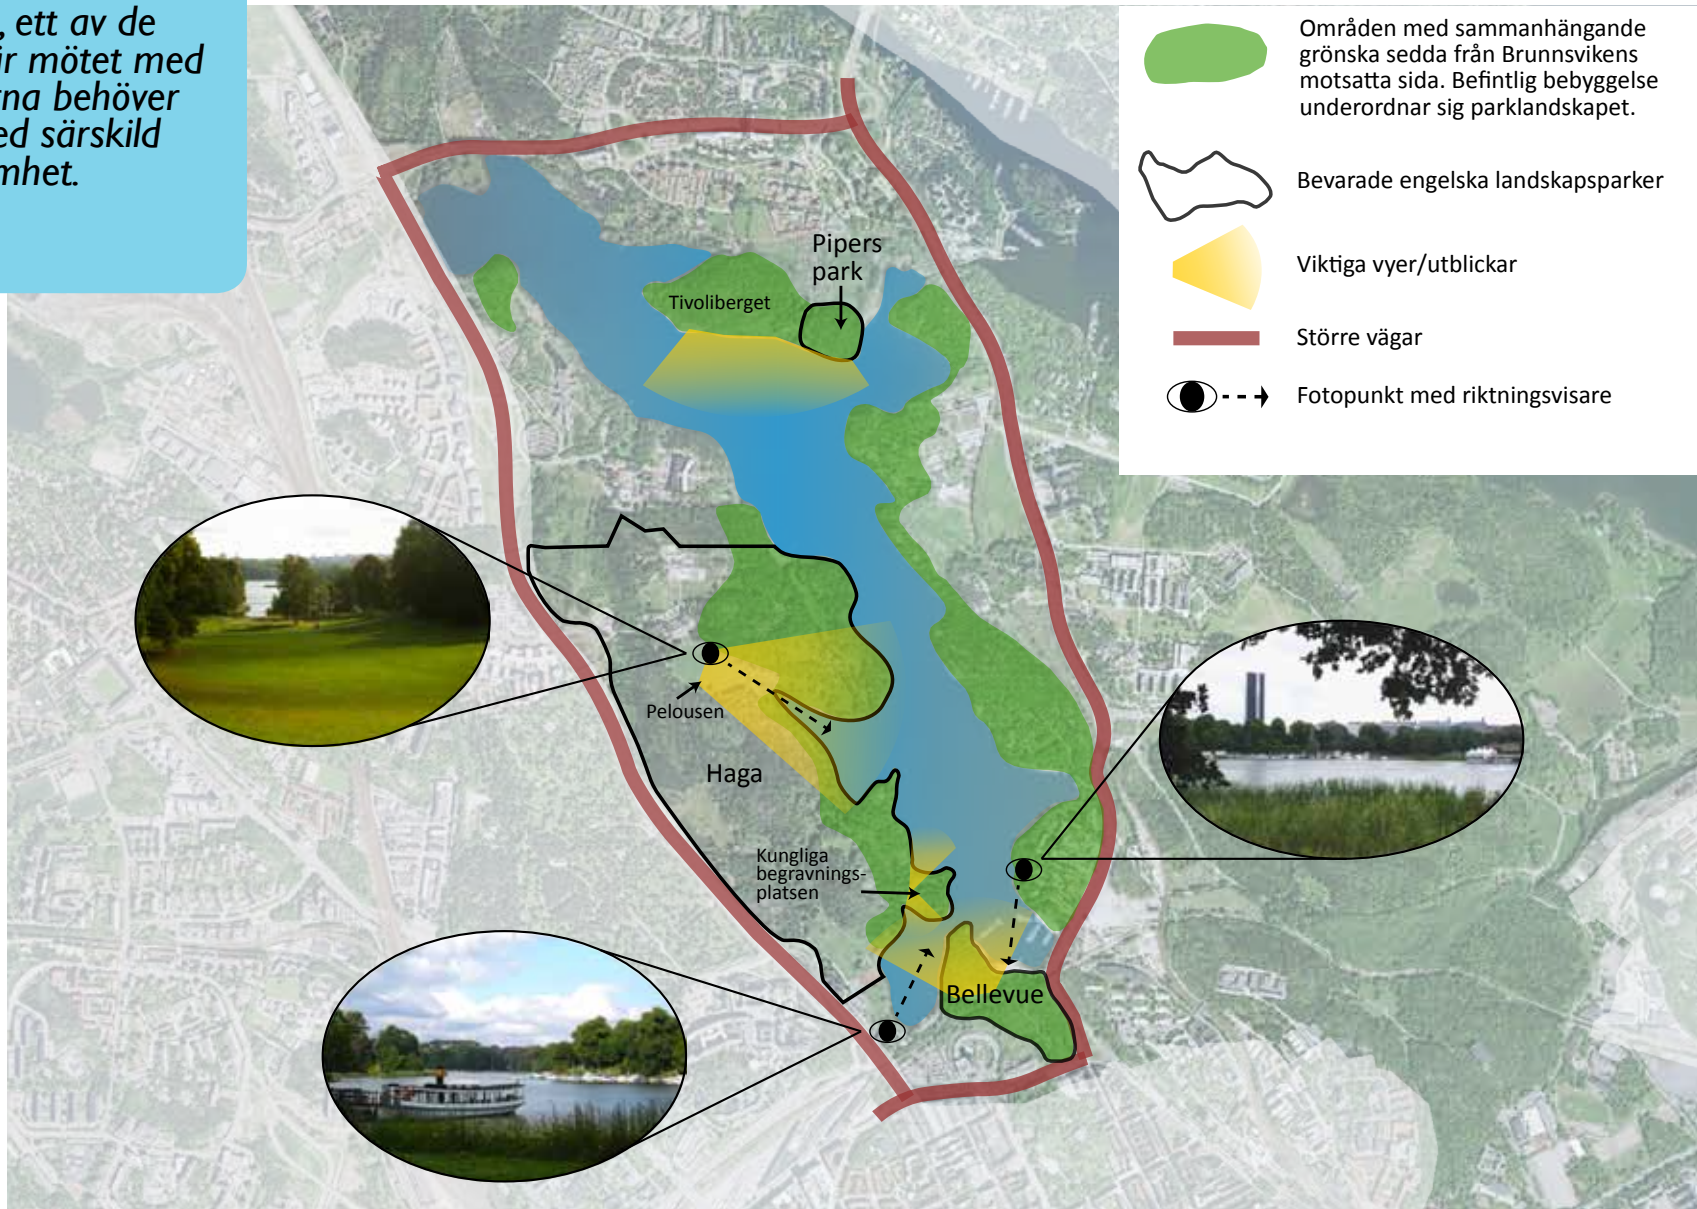 , ett av de
är mötet med
rna behöver
ed särskild
mhet.
Områden med sammanhängande
grönska sedda från Brunnsvikens
motsatta sida. Befintlig bebyggelse
underordnar sig parklandskapet.
Bevarade engelska landskapsparker
Viktiga vyer/utblickar
Större vägar
Fotopunkt med riktningsvisare
Pipers
park
Tivoliberget
Pelousen
Haga
Kungliga
begravnings-
platsen
Bellevue